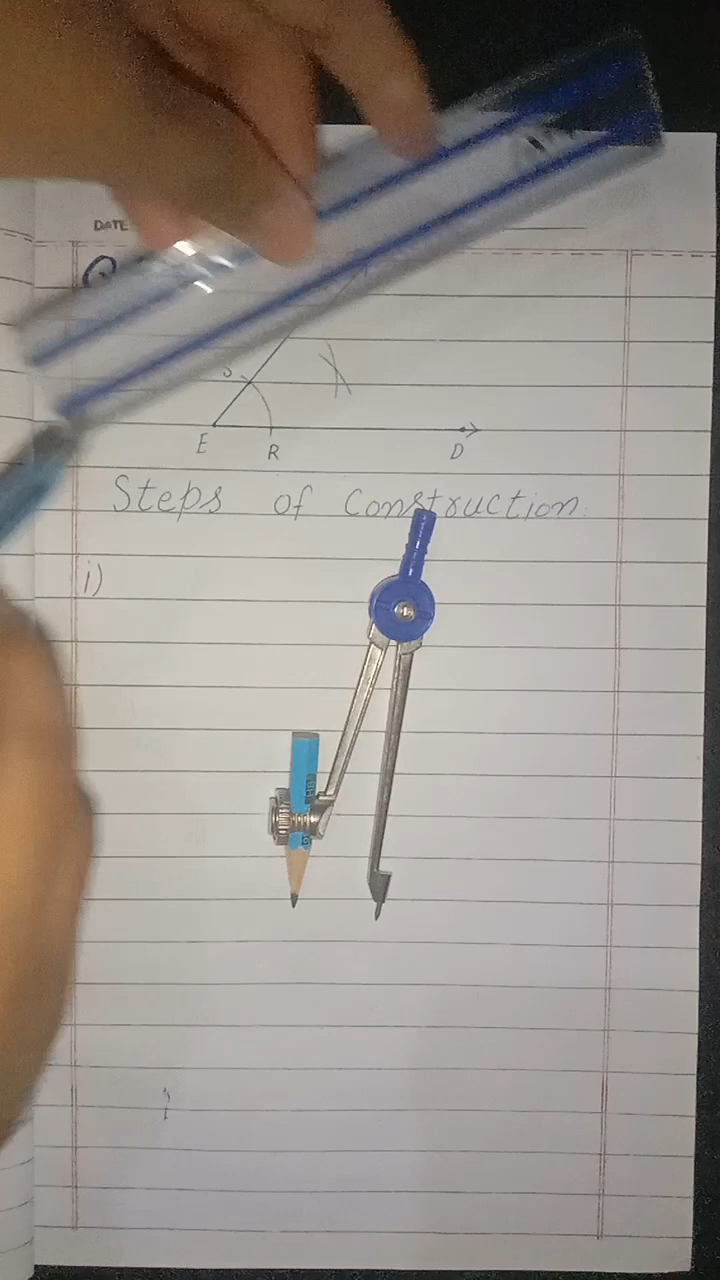 DATE
Q
S
E R D
Steps of Construction.
i)